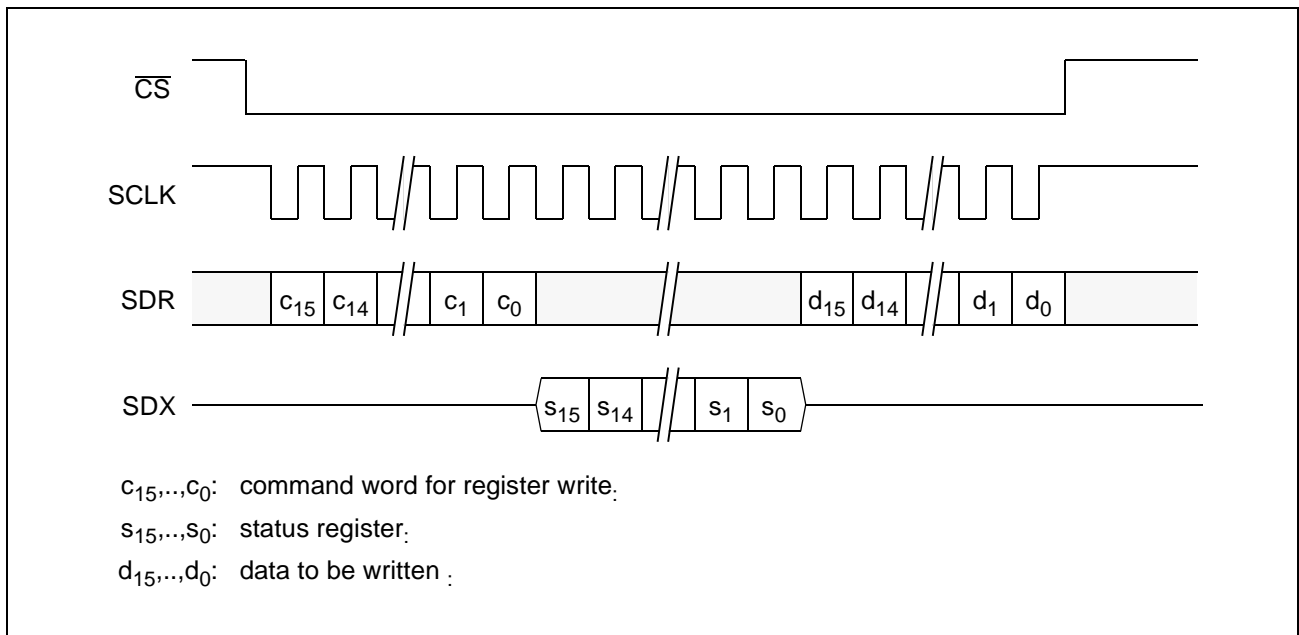 CS
SCLK
SDR c15 c14 c1 c0 d15 d14 d1 d0
SDX s15 s14 s1 s0
c15,..,c0: command word for register write:
s15,..,s0: status register:
d15,..,d0: data to be written :